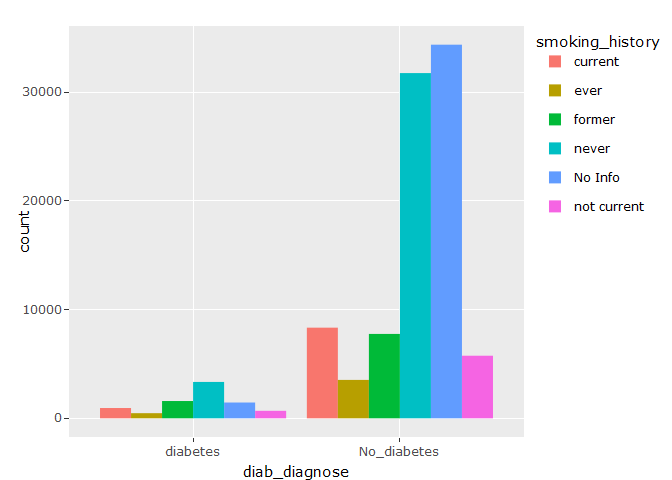 smoking_history
current
ever
former
never
No Info
not current
count
30000
20000
10000
0
diabetes No_diabetes
diab_diagnose